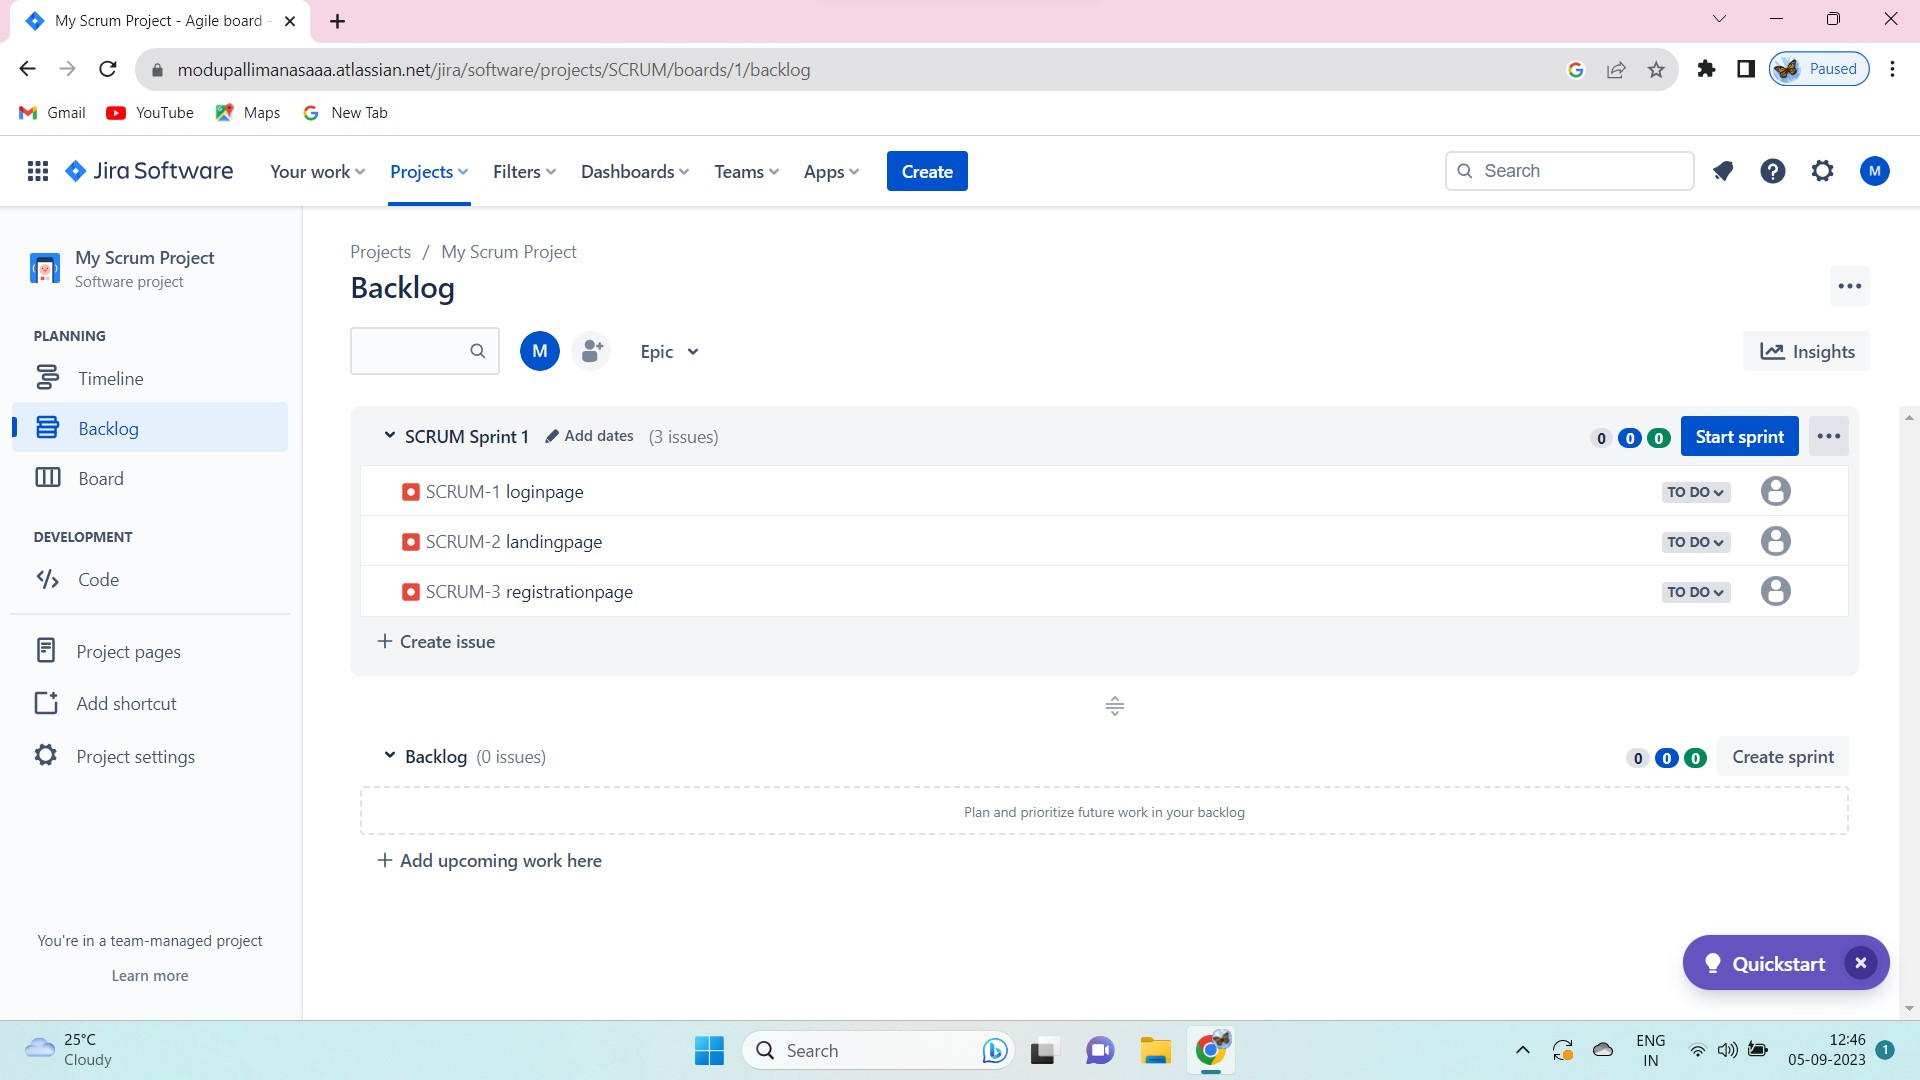 My Scrum Project - Agile board -
modupallimanasaaa.atlassian.net/jira/software/projects/SCRUM/boards/1/backlog
Paused
Gmail YouTube Maps New Tab
Jira Software Your work Projects Filters Dashboards Teams Apps Create Search M
My Scrum Project
Software project
PLANNING
Timeline
Backlog
Board
DEVELOPMENT
Code
Project pages
Add shortcut
Project settings
You're in a team-managed project
Learn more
Projects / My Scrum Project
Backlog
M Epic Insights
SCRUM Sprint 1 Add dates (3 issues) 0 0 0 Start sprint
SCRUM-1 loginpage TO DO
SCRUM-2 landingpage TO DO
SCRUM-3 registrationpage TO DO
+ Create issue
Backlog (0 issues) 0 0 0 Create sprint
Plan and prioritize future work in your backlog
+ Add upcoming work here
Quickstart
25°C
Cloudy
Search
ENG
IN
12:46
05-09-2023
1